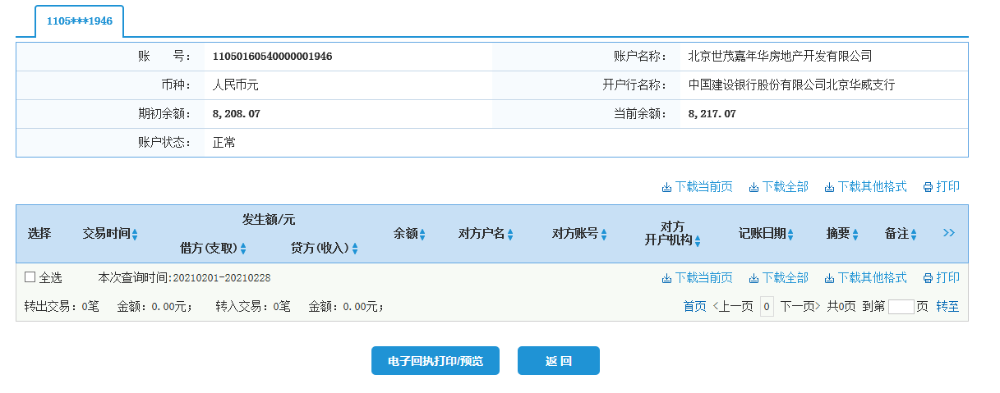 1105***1946
账 号： 11050160540000001946 账户名称： 北京世茂嘉年华房地产开发有限公司
币种： 人民币元 开户行名称： 中国建设银行股份有限公司北京华威支行
期初余额： 8,208.07 当前余额： 8,217.07
账户状态： 正常
下载当前页 下载全部 下载其他格式 打印
选择 交易时间 发生额/元 借方(支取) 贷方(收入) 余额 对方户名 对方账号 对方 开户机构 记账日期 摘要 备注 >>
全选 本次查询时间:20210201-20210228 下载当前页 下载全部 下载其他格式 打印
转出交易：0笔 金额：0.00元； 转入交易：0笔 金额：0.00元； 首页 <上一页 0 下一页> 共0页 到第 页 转至
电子回执打印/预览 返 回